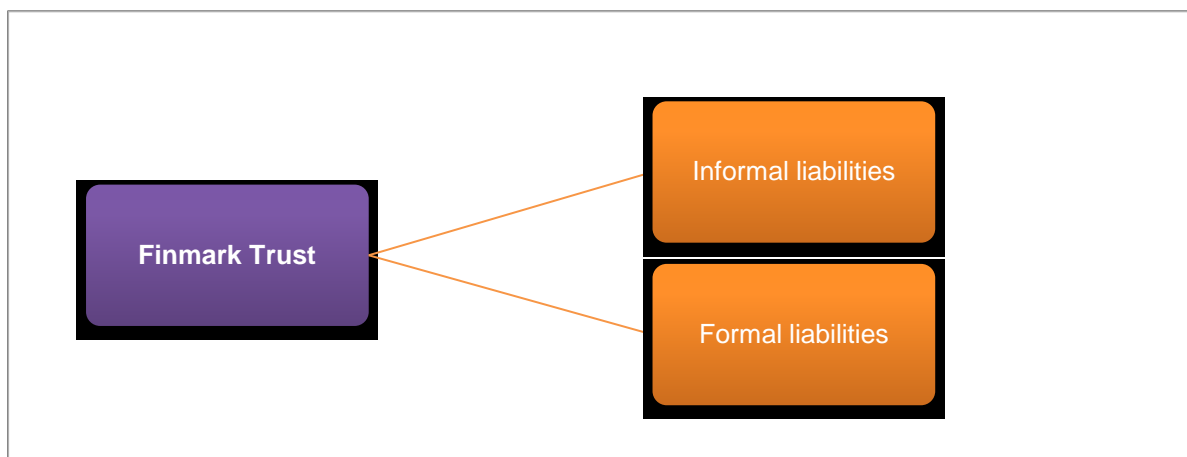 Informal liabilities
Finmark Trust
Formal liabilities